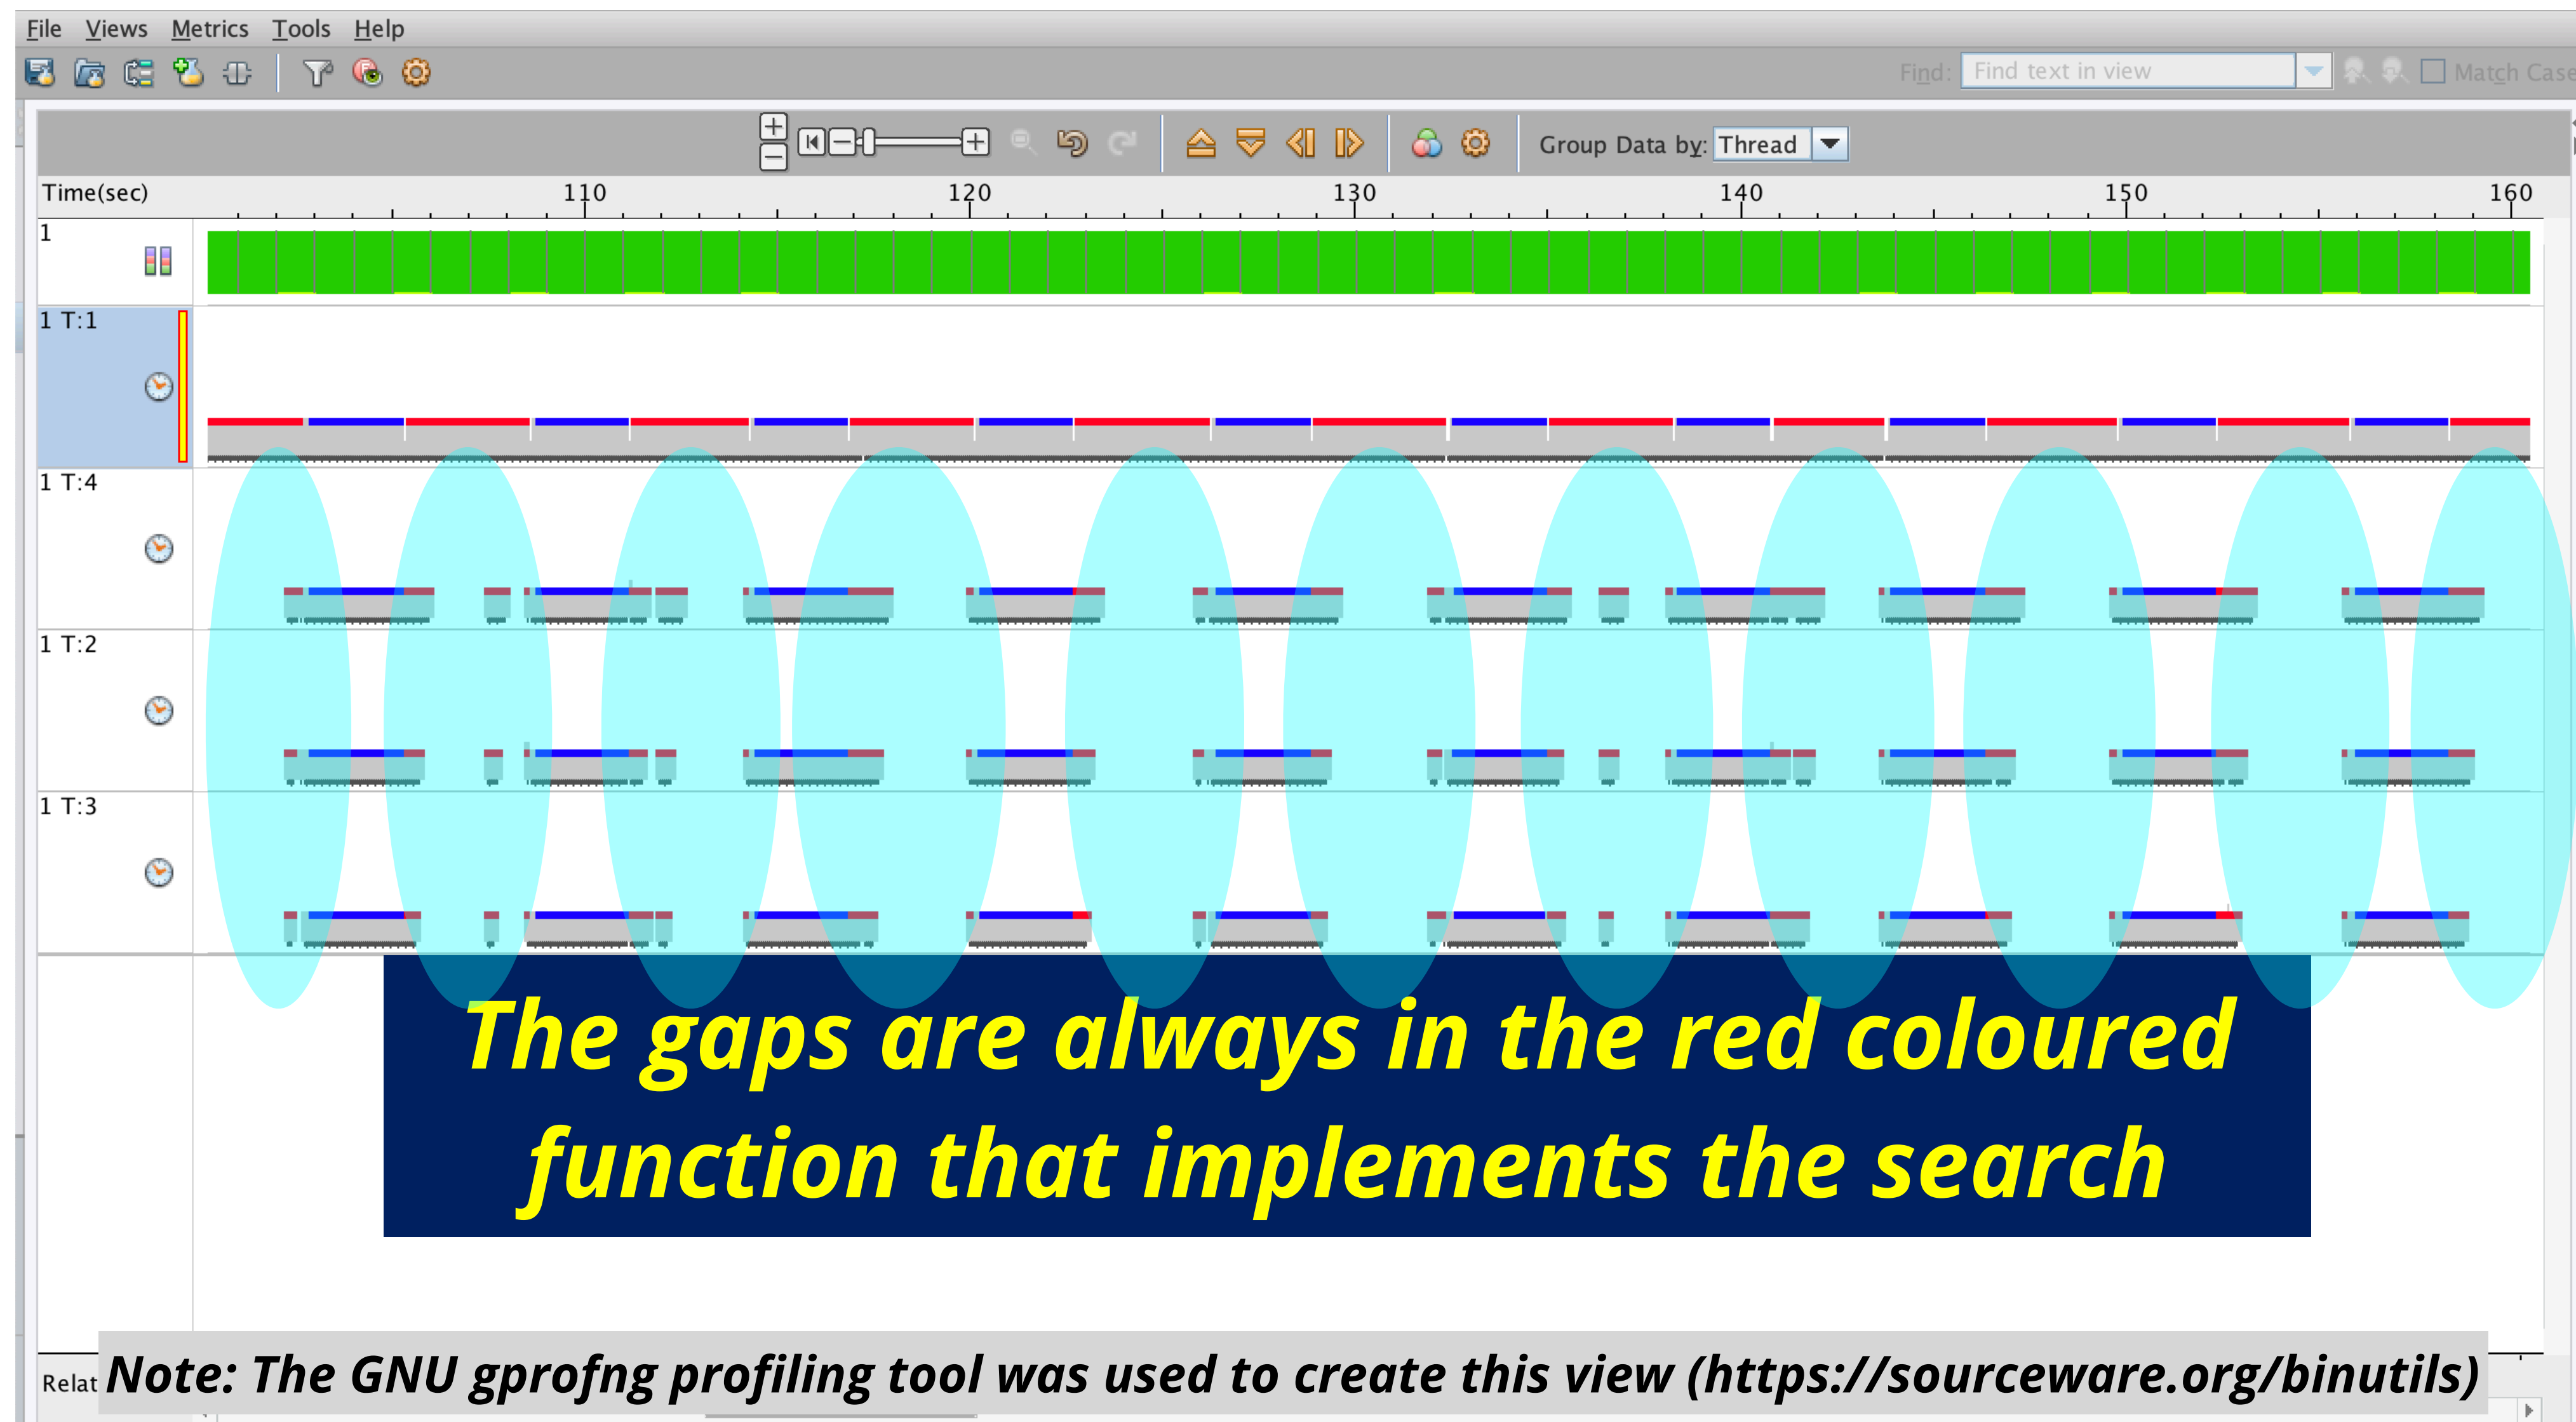 File Views Metrics Tools Help
Find: Find text in view Match Case
Group Data by: Thread
Time(sec) 110 120 130 140 150 160
1
1 T:1
1 T:4
1 T:2
1 T:3
The gaps are always in the red coloured
function that implements the search
Relat
Note: The GNU gprofng profiling tool was used to create this view (https://sourceware.org/binutils)